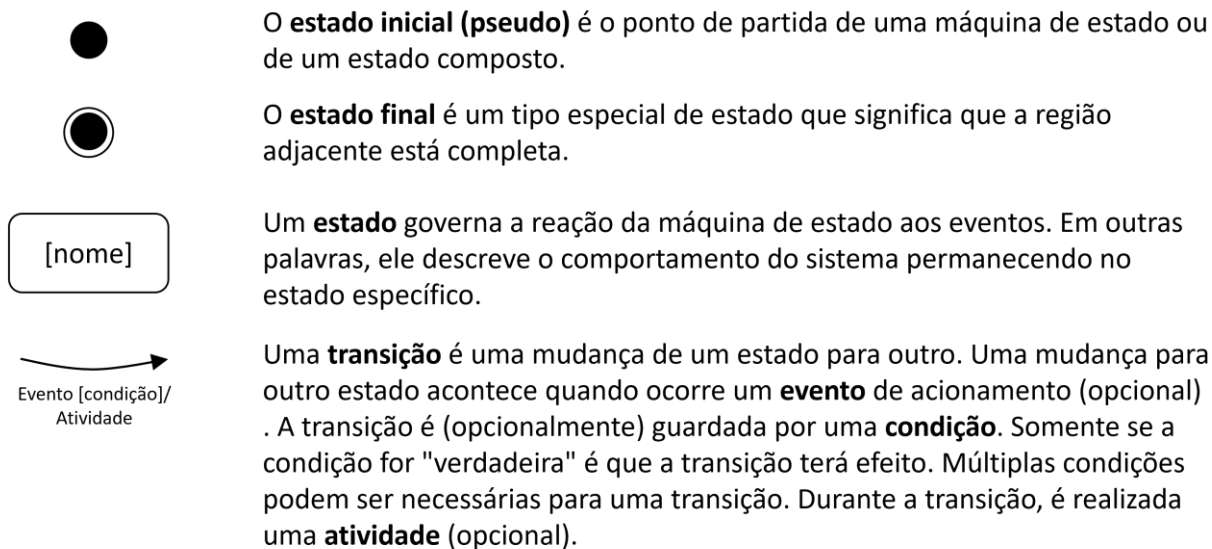 O estado inicial (pseudo) é o ponto de partida de uma máquina de estado ou
de um estado composto.
O estado final é um tipo especial de estado que significa que a região
adjacente está completa.
[nome]
Um estado governa a reação da máquina de estado aos eventos. Em outras
palavras, ele descreve o comportamento do sistema permanecendo no
estado específico.
Evento [condição]/
Atividade
Uma transição é uma mudança de um estado para outro. Uma mudança para
outro estado acontece quando ocorre um evento de acionamento (opcional)
. A transição é (opcionalmente) guardada por uma condição. Somente se a
condição for "verdadeira" é que a transição terá efeito. Múltiplas condições
podem ser necessárias para uma transição. Durante a transição, é realizada
uma atividade (opcional).